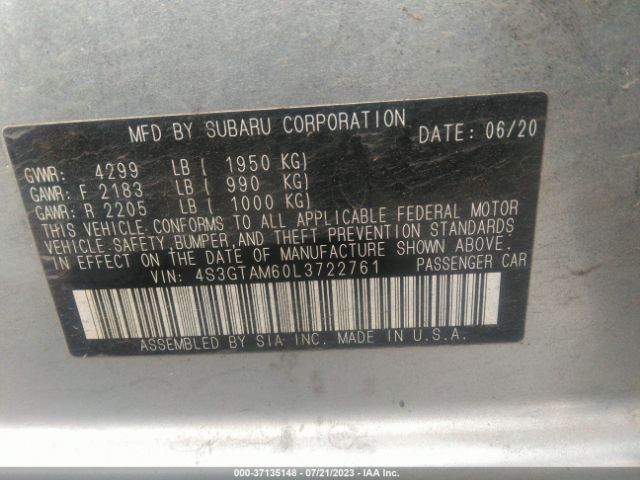 MFD BY SUBARU CORPORATION DATE: 06/20
GVWR: 4299 LB ( 1950 KG)
GAWR: F 2183 LB ( 990 KG)
GAWR: R 2205 LB ( 1000 KG)
THIS VEHICLE CONFORMS TO ALL APPLICABLE FEDERAL MOTOR
VEHICLE SAFETY, BUMPER, AND THEFT PREVENTION STANDARDS
IN EFFECT ON THE DATE OF MANUFACTURE SHOWN ABOVE.
VIN: 4S3GTAM60L3722761 PASSENGER CAR
ASSEMBLED BY SIA INC. MADE IN U.S.A.
000-37135148 - 07/21/2023 - IAA Inc.